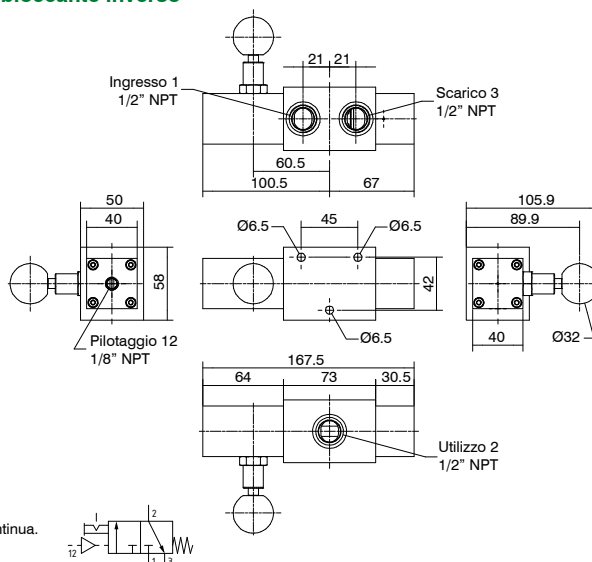 bloccante inverso
21 21
Ingresso 1
1/2” NPT
Scarico 3
1/2” NPT
60.5
100.5 67
50
40
58
Pilotaggio 12
1/8” NPT
Ø6.5 45 Ø6.5
42
Ø6.5
105.9
89.9
40
Ø32
167.5
64 73 30.5
Utilizzo 2
1/2” NPT
ntinua.
2
12
1 3